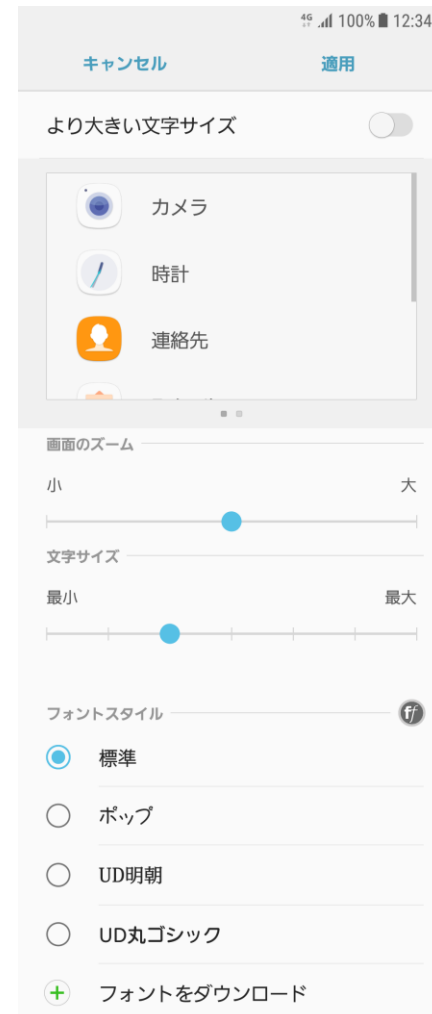 4G 100% 12:34
キャンセル 適用
より大きい文字サイズ
カメラ
時計
連絡先
画面のズーム
小 大
文字サイズ
最小 最大
フォントスタイル ff
標準
ポップ
UD明朝
UD丸ゴシック
フォントをダウンロード